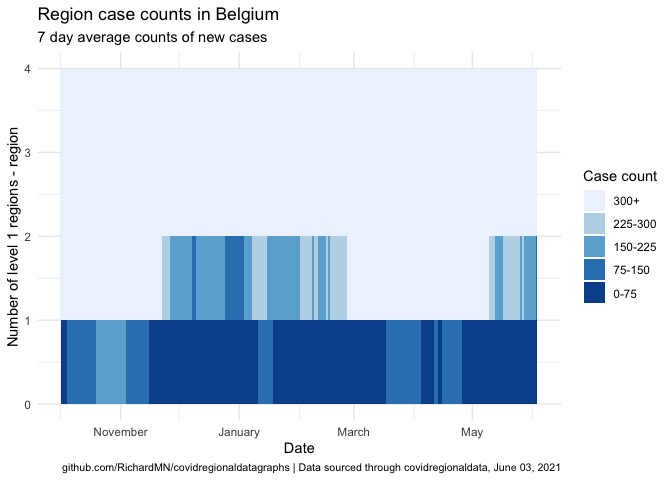 Region case counts in Belgium
7 day average counts of new cases
Number of level 1 regions - region
4
3
2
1
0
November
January
March
May
Date
Case count
300+
225-300
150-225
75-150
0-75
github.com/RichardMN/covidregionaldatagraphs | Data sourced through covidregionaldata, June 03, 2021